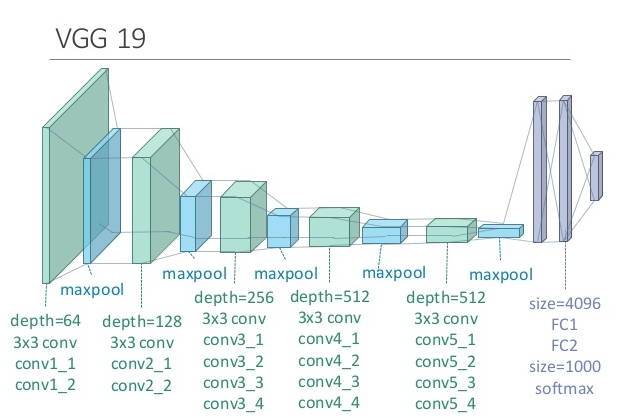 VGG 19
maxpool
maxpool
maxpool
maxpool
maxpool
depth=64
3x3 conv
conv1_1
conv1_2
depth=128
3x3 conv
conv2_1
conv2_2
depth=256
3x3 conv
conv3_1
conv3_2
conv3_3
conv3_4
depth=512
3x3 conv
conv4_1
conv4_2
conv4_3
conv4_4
depth=512
3x3 conv
conv5_1
conv5_2
conv5_3
conv5_4
size=4096
FC1
FC2
size=1000
softmax